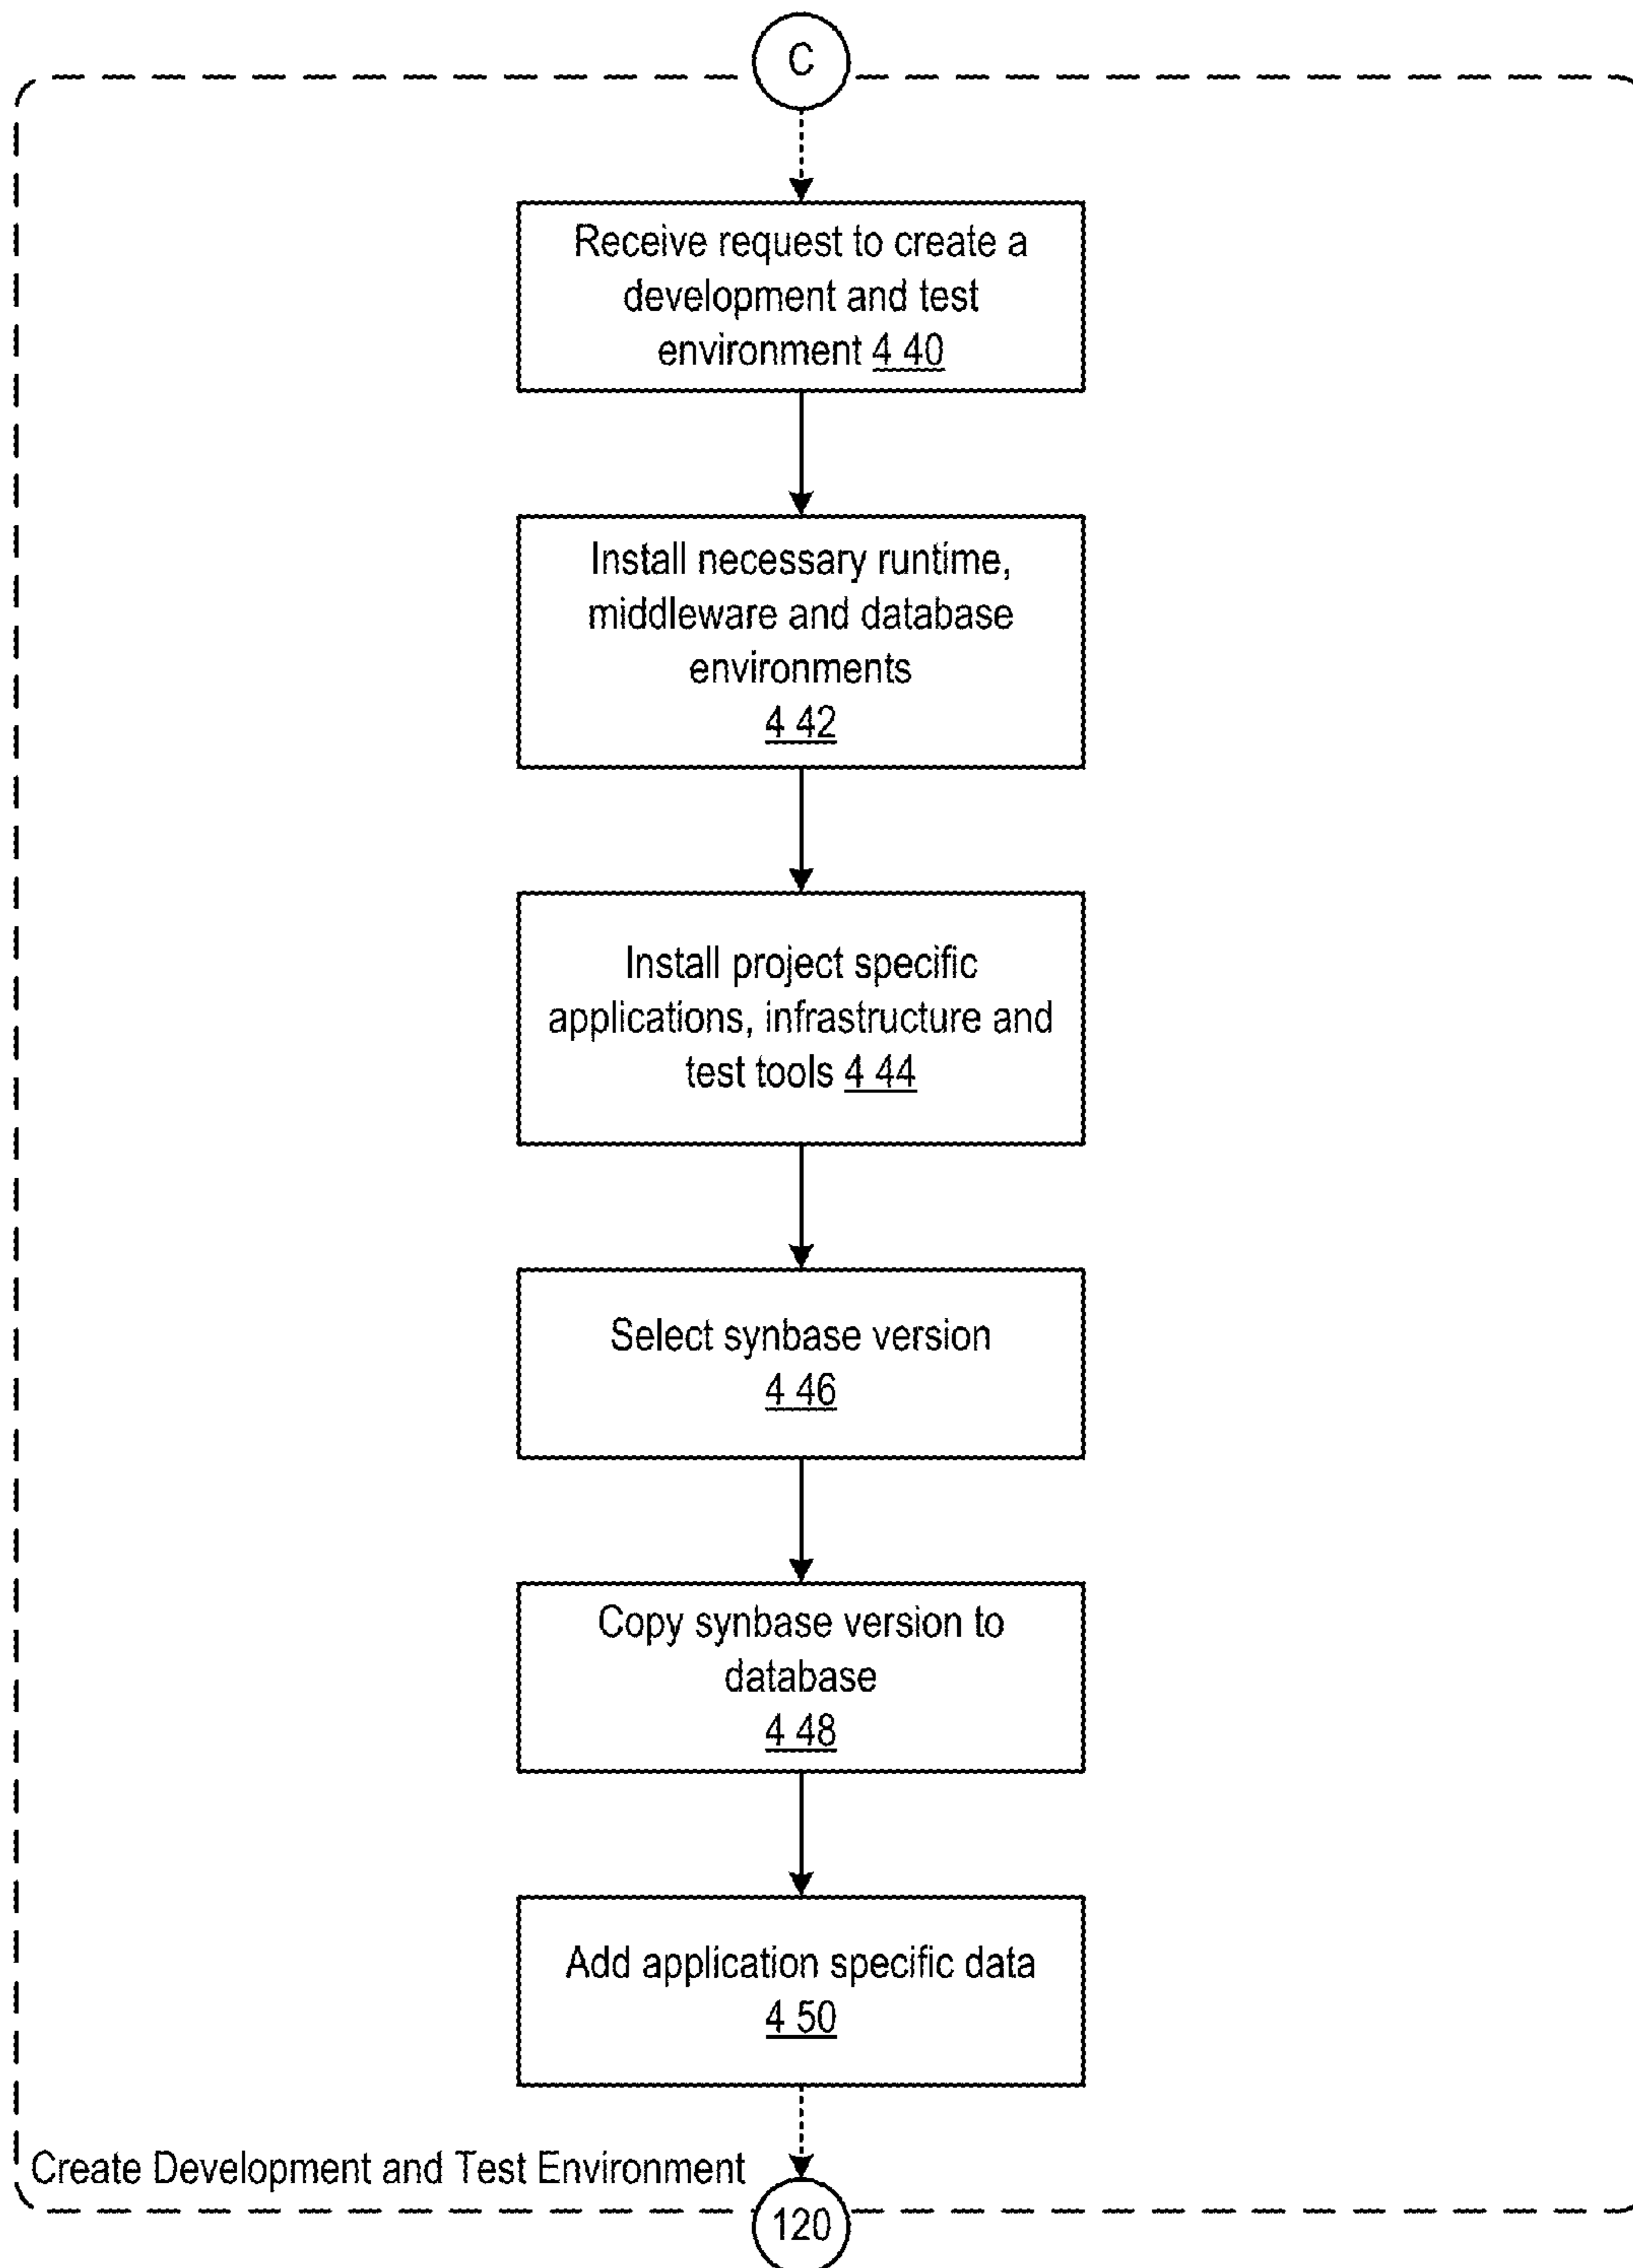 C
Receive request to create a
development and test
environment 4 40
Install necessary runtime,
middleware and database
environments
4 42
Install project specific
applications, infrastructure and
test tools 4 44
Select synbase version
4 46
Copy synbase version to
database
4 48
Add application specific data
4 50
Create Development and Test Environment
120